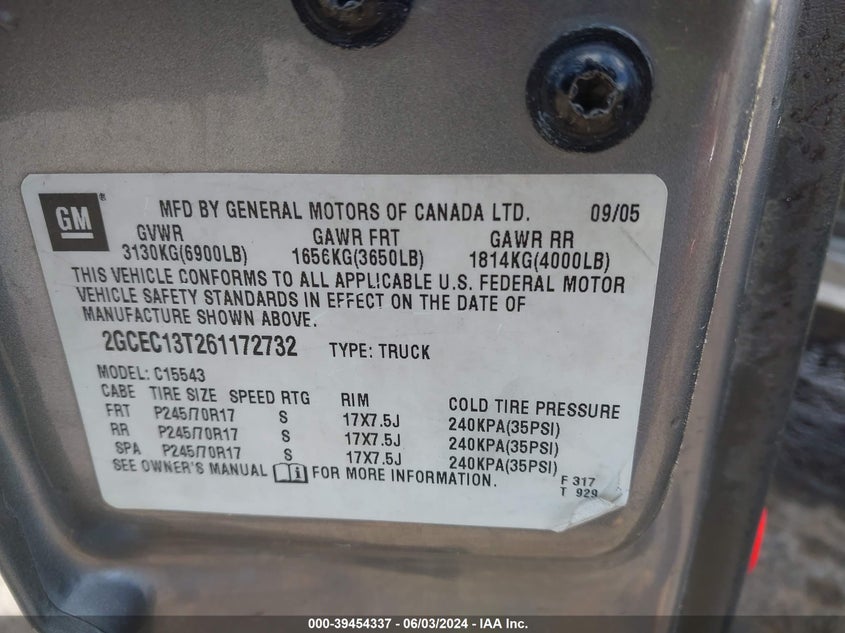 GM®
MFD BY GENERAL MOTORS OF CANADA LTD. 09/05
GVWR GAWR FRT GAWR RR
3130KG(6900LB) 1656KG(3650LB) 1814KG(4000LB)
THIS VEHICLE CONFORMS TO ALL APPLICABLE U.S. FEDERAL MOTOR
VEHICLE SAFETY STANDARDS IN EFFECT ON THE DATE OF
MANUFACTURE SHOWN ABOVE.
2GCEC13T261172732 TYPE: TRUCK
MODEL: C15543
CABE TIRE SIZE SPEED RTG RIM COLD TIRE PRESSURE
FRT P245/70R17 S 17X7.5J 240KPA(35PSI)
RR P245/70R17 S 17X7.5J 240KPA(35PSI)
SPA P245/70R17 S 17X7.5J 240KPA(35PSI)
SEE OWNER'S MANUAL FOR MORE INFORMATION.
F 317
T 929
000-39454337 - 06/03/2024 - IAA Inc.